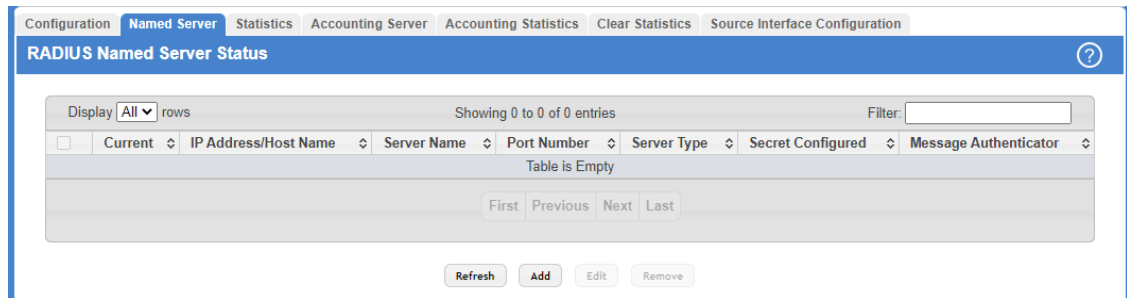 Configuration Named Server Statistics Accounting Server Accounting Statistics Clear Statistics Source Interface Configuration
RADIUS Named Server Status ?
Display All rows Showing 0 to 0 of 0 entries Filter:
Current IP Address/Host Name Server Name Port Number Server Type Secret Configured Message Authenticator
Table is Empty
First Previous Next Last
Refresh Add Edit Remove